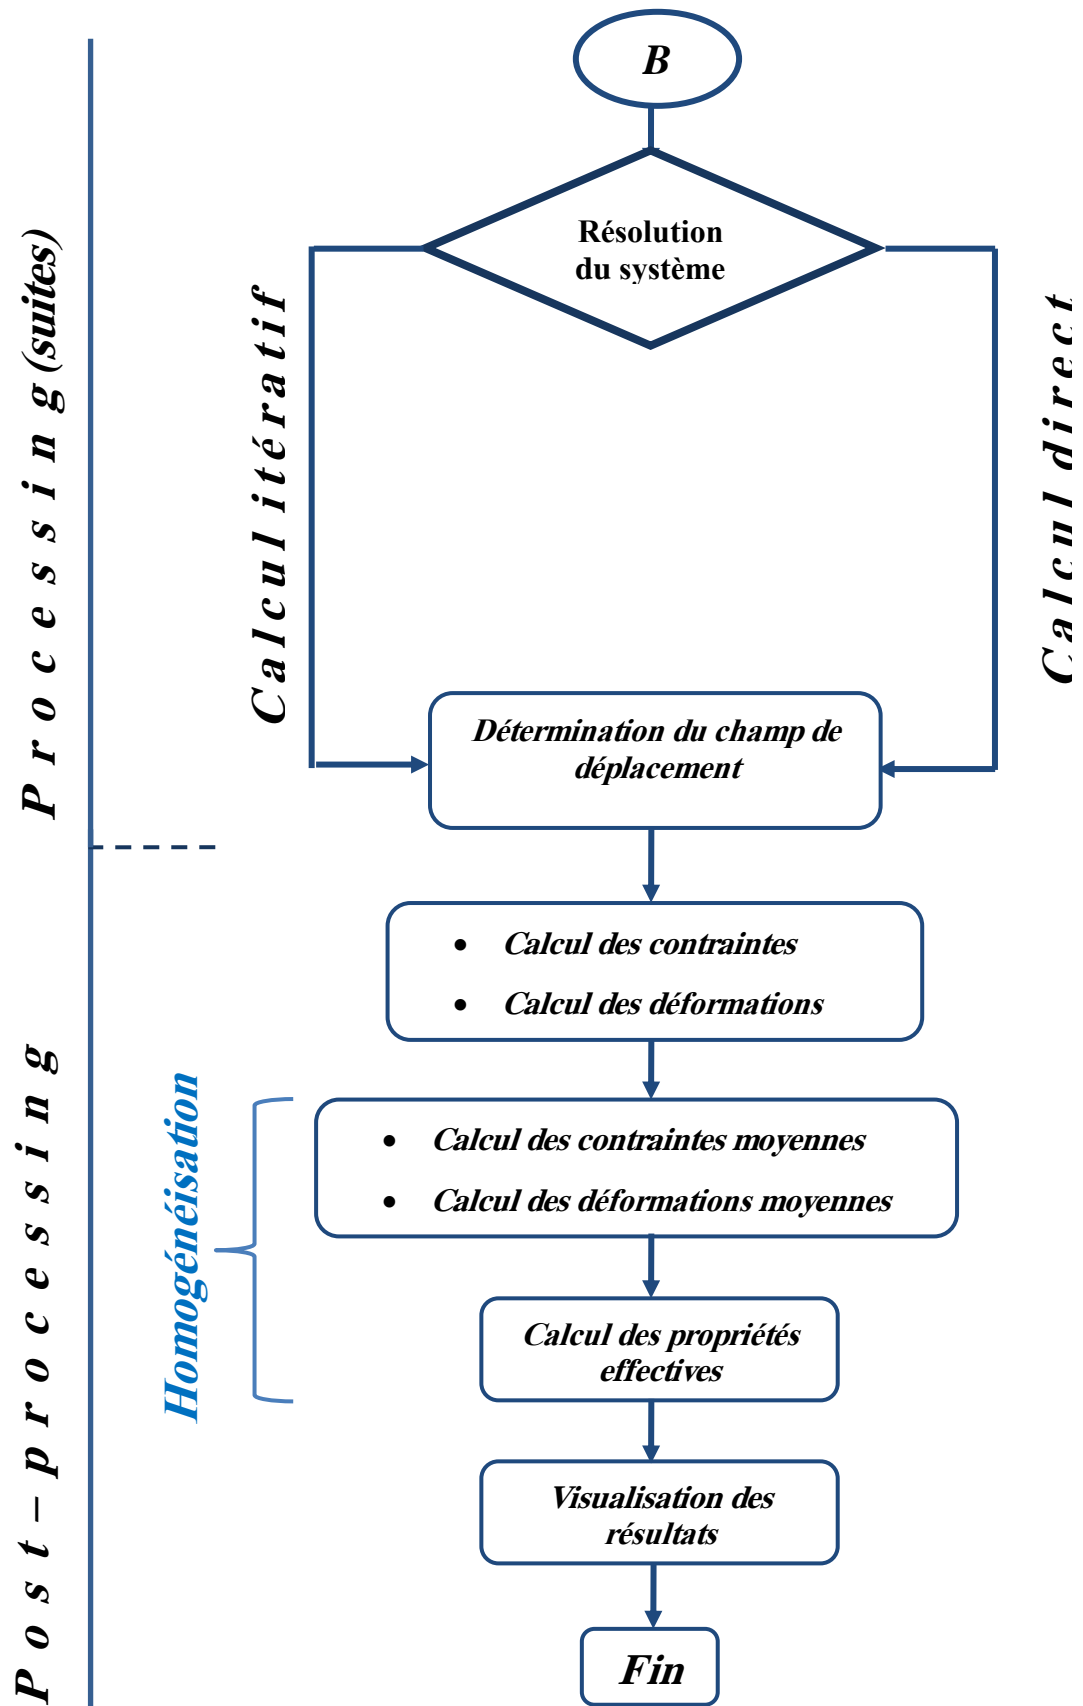 B
Résolution
du système
Processing (suites)
Calcul itératif
Calcul direct
Détermination du champ de
déplacement
• Calcul des contraintes
• Calcul des déformations
Post-processing
Homogénéisation
• Calcul des contraintes moyennes
• Calcul des déformations moyennes
Calcul des propriétés
effectives
Visualisation des
résultats
Fin